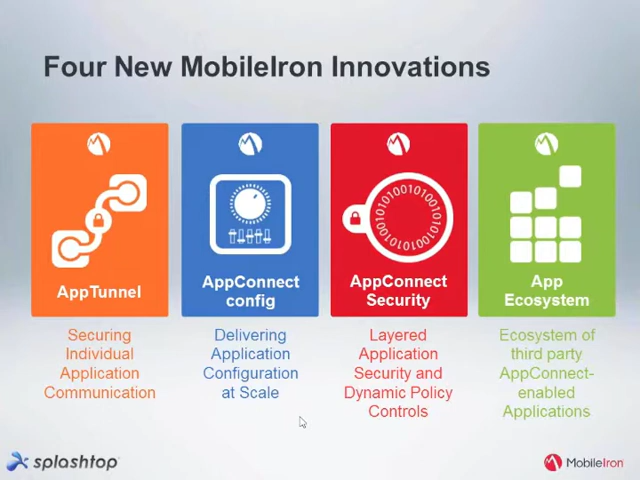 Four New MobileIron Innovations
AppTunnel
AppConnect
config
0101001010010100101001
AppConnect
Security
App
Ecosystem
Securing
Individual
Application
Communication
Delivering
Application
Configuration
at Scale
Layered
Application
Security and
Dynamic Policy
Controls
Ecosystem of
third party
AppConnect-
enabled
Applications
splashtop
MobileIron